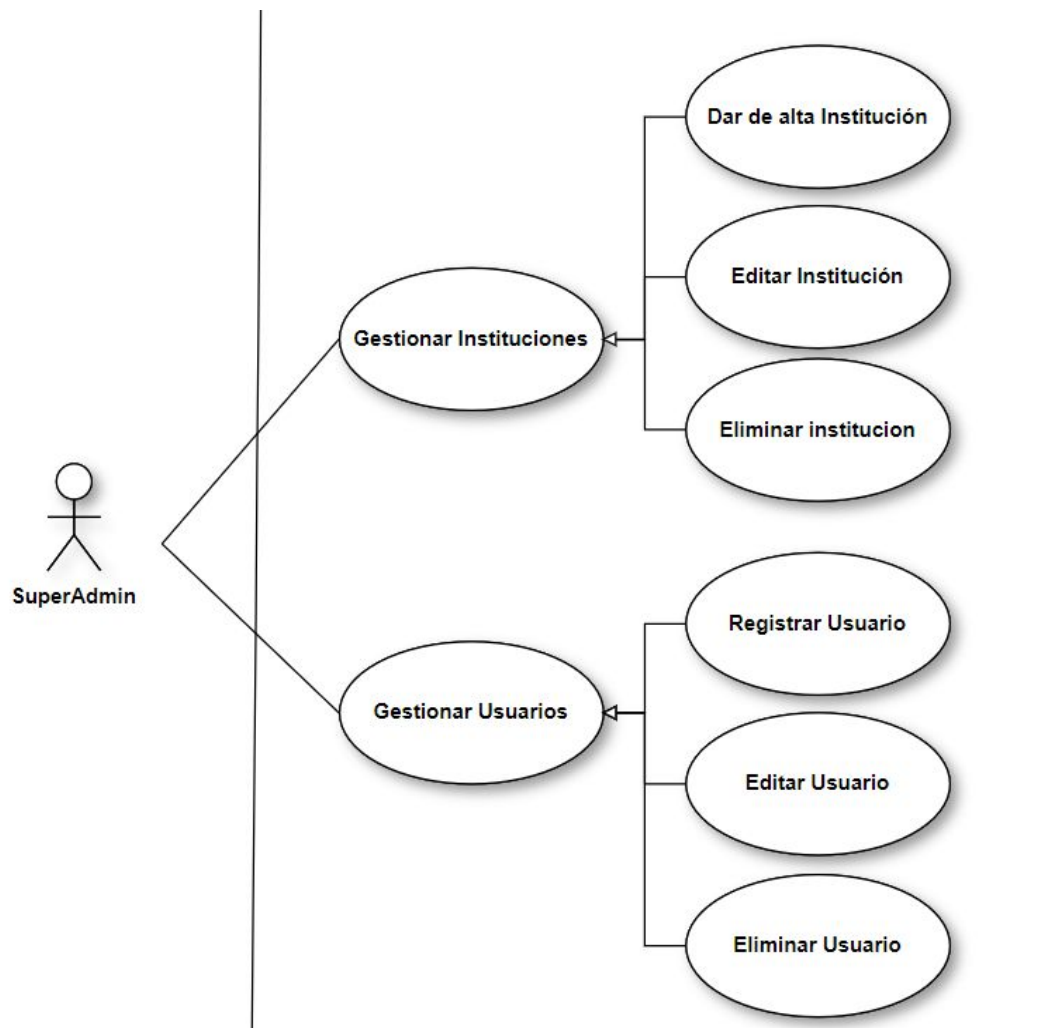 Dar de alta Institución
Editar Institución
Gestionar Instituciones
Eliminar institucion
SuperAdmin
Registrar Usuario
Gestionar Usuarios
Editar Usuario
Eliminar Usuario